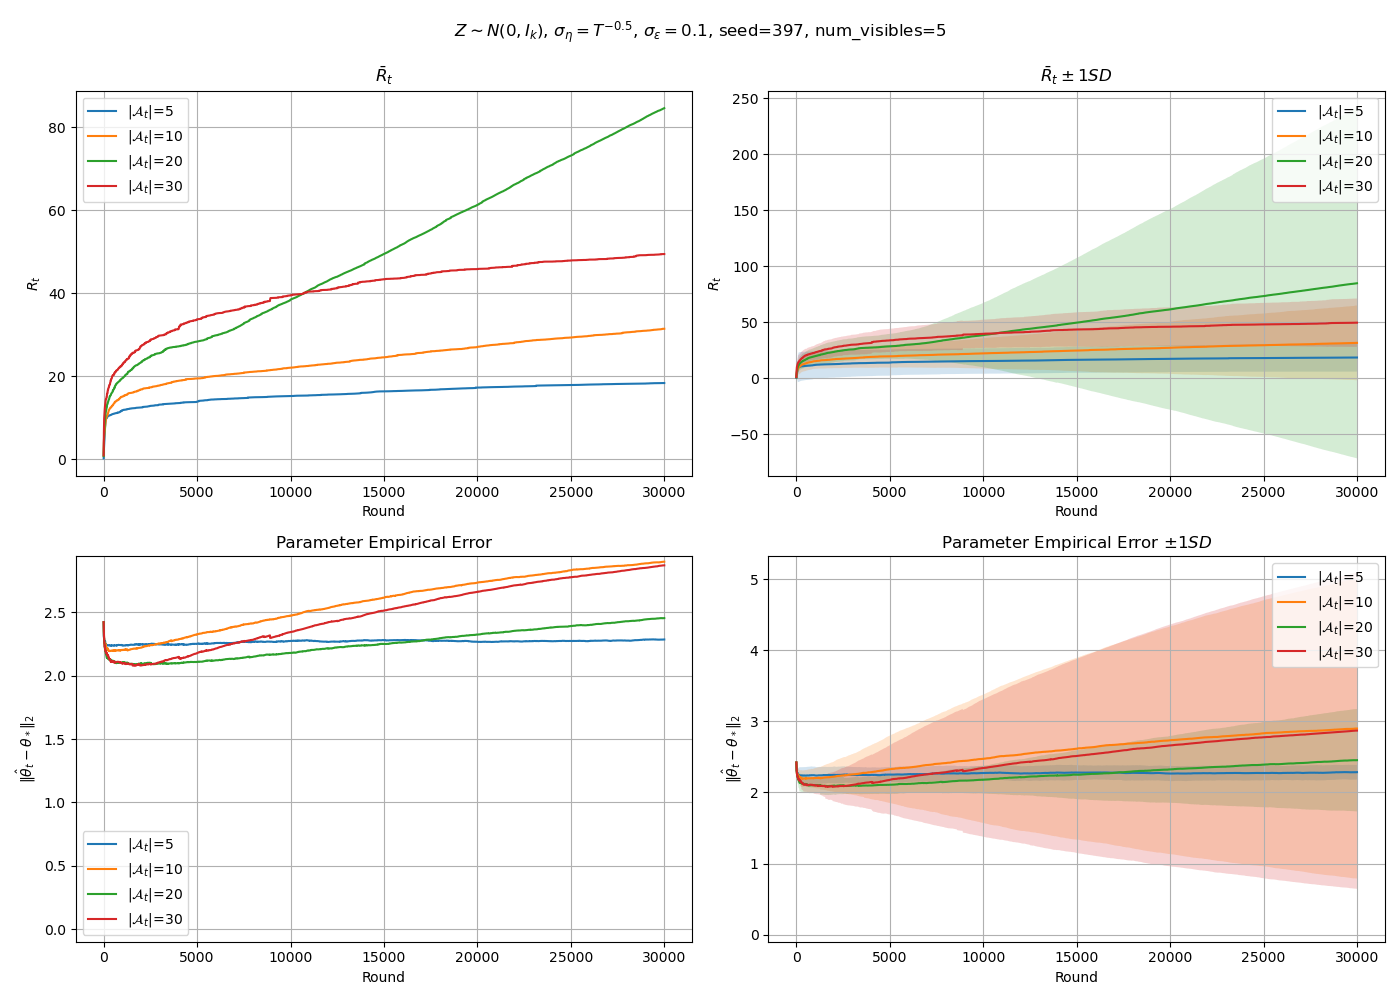 Z ~ N(0, I_k), σ_η = T^{−0.5}, σ_ε = 0.1, seed=397, num_visibles=5
R̄_t
80
60
40
20
0
R_t
|𝒜_t|=5
|𝒜_t|=10
|𝒜_t|=20
|𝒜_t|=30
0 5000 10000 15000 20000 25000 30000
Round
R̄_t ± 1SD
250
200
150
100
50
0
−50
R_t
|𝒜_t|=5
|𝒜_t|=10
|𝒜_t|=20
|𝒜_t|=30
0 5000 10000 15000 20000 25000 30000
Round
Parameter Empirical Error
2.5
2.0
1.5
1.0
0.5
0.0
‖θ̂_t − θ_*‖_2
|𝒜_t|=5
|𝒜_t|=10
|𝒜_t|=20
|𝒜_t|=30
0 5000 10000 15000 20000 25000 30000
Round
Parameter Empirical Error ±1SD
5
4
3
2
1
0
‖θ̂_t − θ_*‖_2
|𝒜_t|=5
|𝒜_t|=10
|𝒜_t|=20
|𝒜_t|=30
0 5000 10000 15000 20000 25000 30000
Round